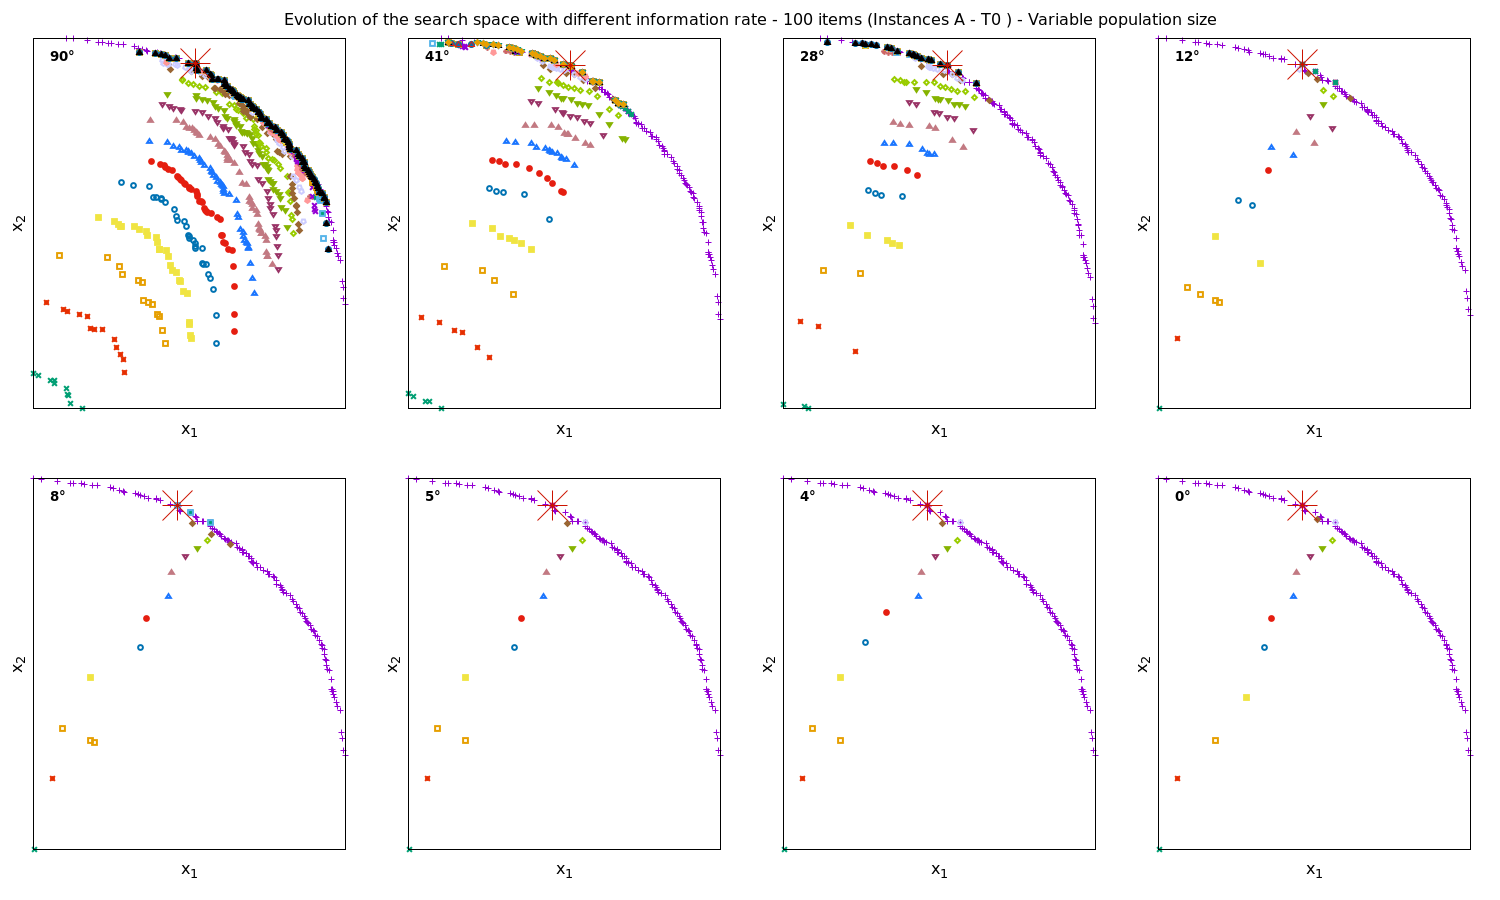 Evolution of the search space with different information rate - 100 items (Instances A - T0 ) - Variable population size
90°
41°
28°
12°
x2
x2
x2
x2
x1
x1
x1
x1
8°
5°
4°
0°
x2
x2
x2
x2
x1
x1
x1
x1